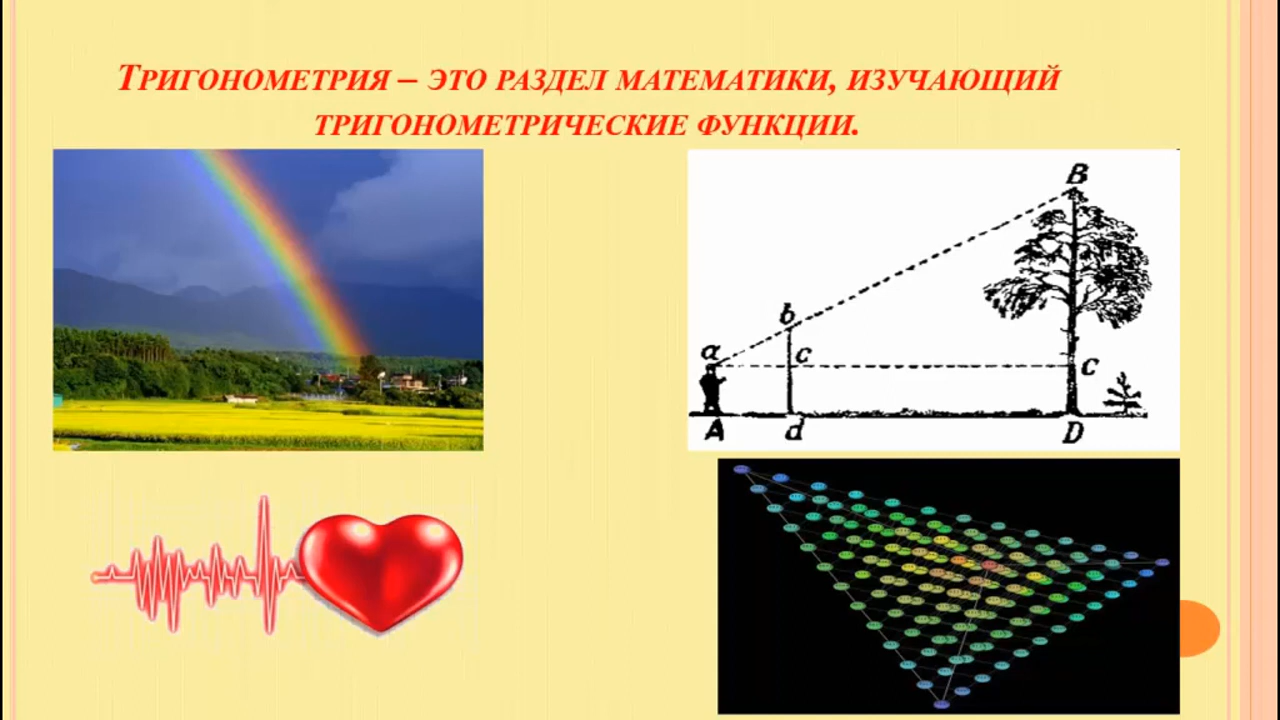 Тригонометрия – это раздел математики, изучающий
тригонометрические функции.
B
b
a
c
C
A
d
D